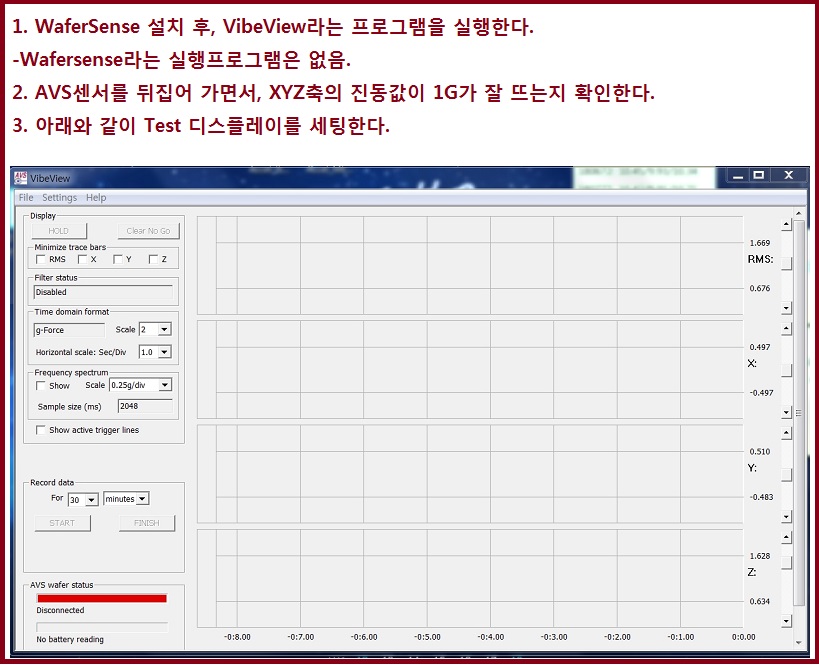 1. WaferSense 설치 후, VibeView라는 프로그램을 실행한다.
-Wafersense라는 실행프로그램은 없음.
2. AVS센서를 뒤집어 가면서, XYZ축의 진동값이 1G가 잘 뜨는지 확인한다.
3. 아래와 같이 Test 디스플레이를 세팅한다.
AVS VibeView
File Settings Help
Display
HOLD Clear No Go
Minimize trace bars
RMS X Y Z
Filter status
Disabled
Time domain format
g-Force Scale 2
Horizontal scale: Sec/Div 1.0
Frequency spectrum
Show Scale 0.25g/div
Sample size (ms) 2048
Show active trigger lines
Record data
For 30 minutes
START FINISH
AVS wafer status
Disconnected
No battery reading
1.669
RMS:
0.676
0.497
X:
-0.497
0.510
Y:
-0.483
1.628
Z:
0.634
-0:8.00 -0:7.00 -0:6.00 -0:5.00 -0:4.00 -0:3.00 -0:2.00 -0:1.00 0:0.00